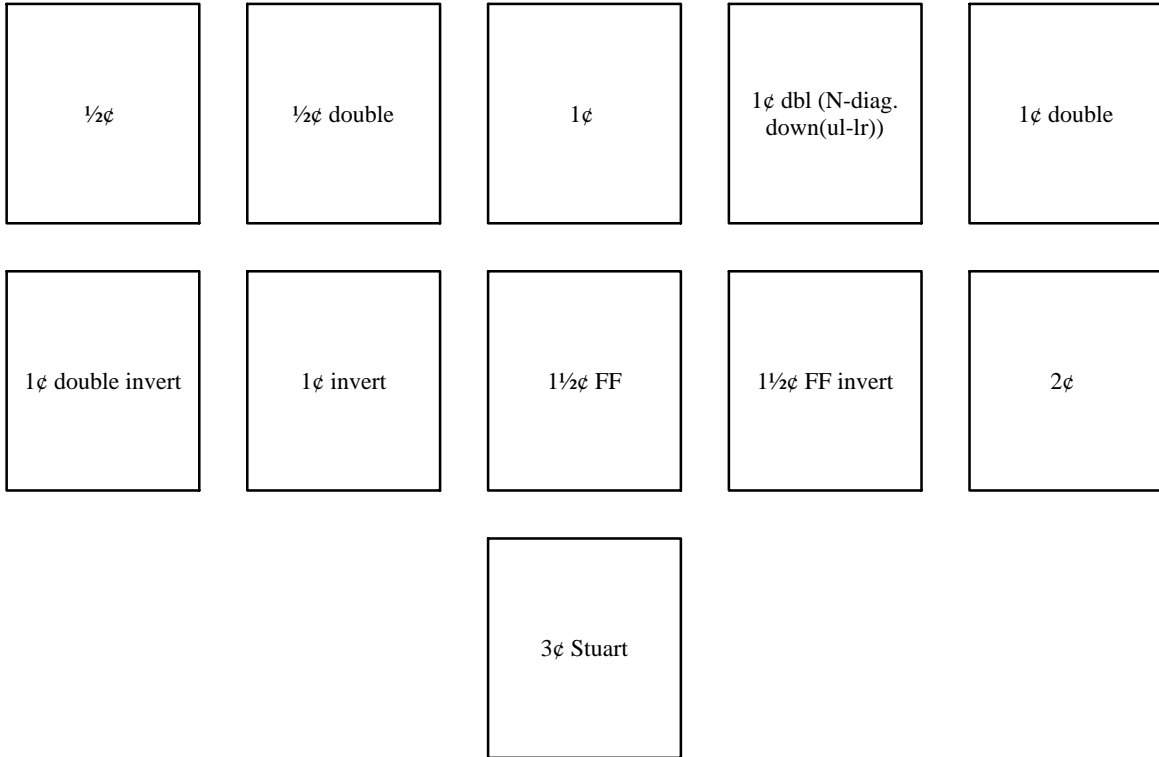 ½¢
½¢ double
1¢
1¢ dbl (N-diag.
down(ul-lr))
1¢ double
1¢ double invert
1¢ invert
1½¢ FF
1½¢ FF invert
2¢
3¢ Stuart